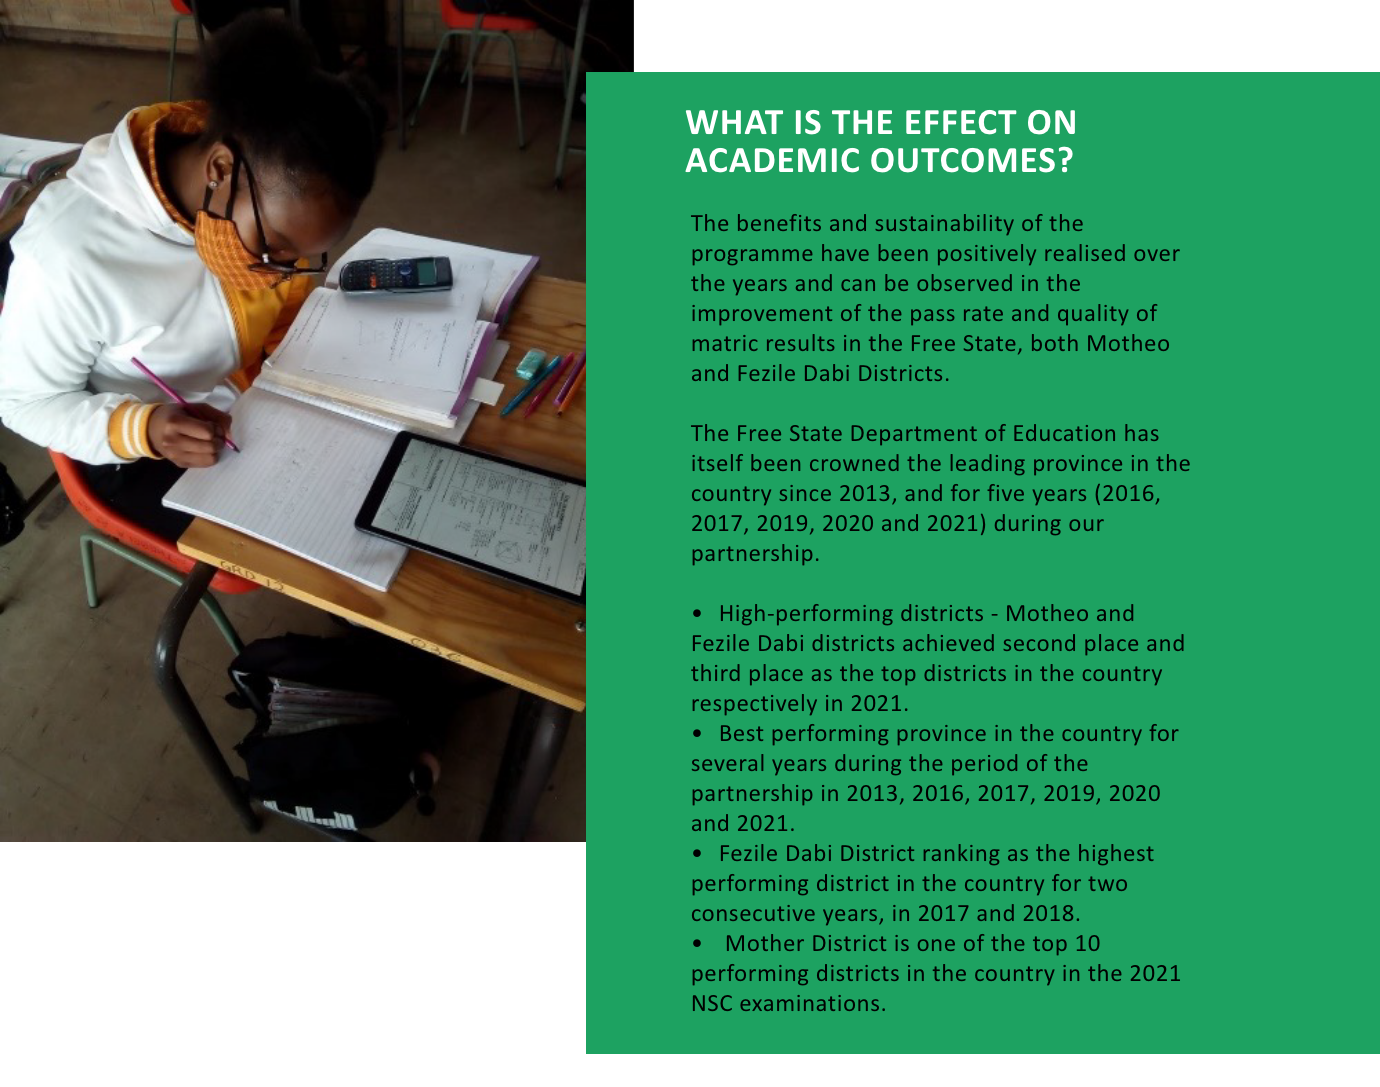 WHAT IS THE EFFECT ON
ACADEMIC OUTCOMES?
The benefits and sustainability of the
programme have been positively realised over
the years and can be observed in the
improvement of the pass rate and quality of
matric results in the Free State, both Motheo
and Fezile Dabi Districts.
The Free State Department of Education has
itself been crowned the leading province in the
country since 2013, and for five years (2016,
2017, 2019, 2020 and 2021) during our
partnership.
• High-performing districts - Motheo and
Fezile Dabi districts achieved second place and
third place as the top districts in the country
respectively in 2021.
• Best performing province in the country for
several years during the period of the
partnership in 2013, 2016, 2017, 2019, 2020
and 2021.
• Fezile Dabi District ranking as the highest
performing district in the country for two
consecutive years, in 2017 and 2018.
• Mother District is one of the top 10
performing districts in the country in the 2021
NSC examinations.
GRD 12
036